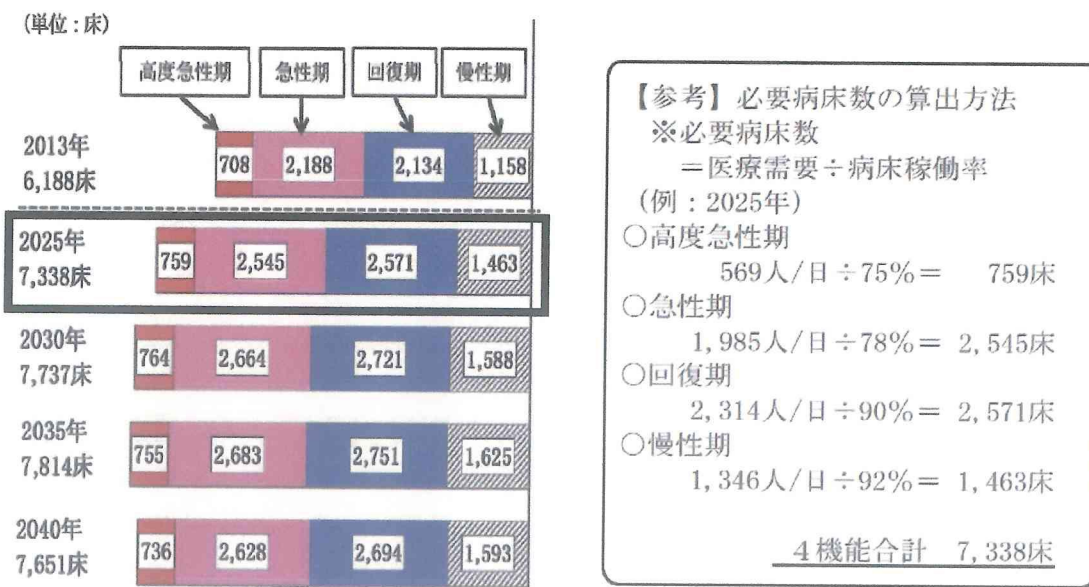 (単位:床)
高度急性期 急性期 回復期 慢性期
2013年
6,188床
708 2,188 2,134 1,158
2025年
7,338床
759 2,545 2,571 1,463
2030年
7,737床
764 2,664 2,721 1,588
2035年
7,814床
755 2,683 2,751 1,625
2040年
7,651床
736 2,628 2,694 1,593
【参考】必要病床数の算出方法
※必要病床数
=医療需要÷病床稼働率
(例:2025年)
○高度急性期
569人/日÷75%= 759床
○急性期
1,985人/日÷78%= 2,545床
○回復期
2,314人/日÷90%= 2,571床
○慢性期
1,346人/日÷92%= 1,463床
4機能合計 7,338床